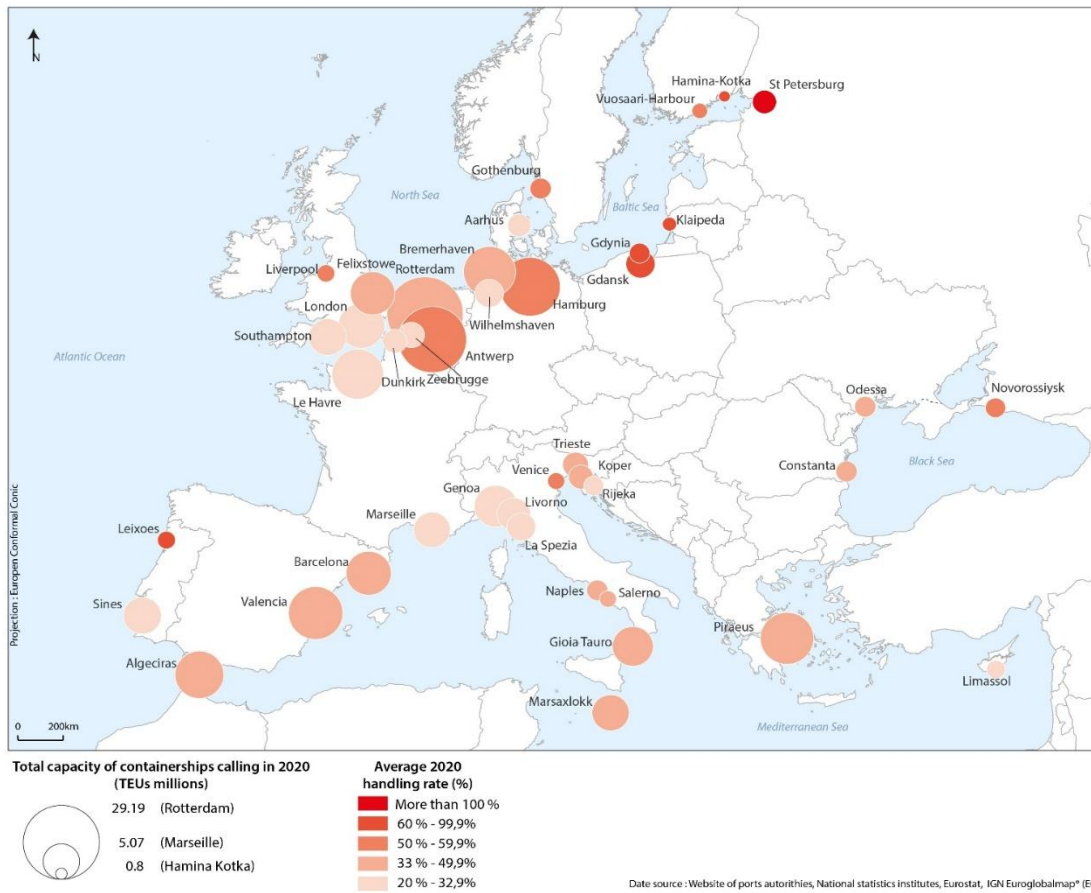 N
Hamina-Kotka
St Petersburg
Vuosaari-Harbour
Gothenburg
North Sea
Baltic Sea
Aarhus
Klaipeda
Bremerhaven
Gdynia
Liverpool
Felixstowe
Rotterdam
Gdansk
London
Hamburg
Wilhelmshaven
Southampton
Atlantic Ocean
Antwerp
Dunkirk
Zeebrugge
Le Havre
Odessa
Novorossiysk
Trieste
Venice
Koper
Constanta
Black Sea
Genoa
Rijeka
Marseille
Livorno
Leixoes
La Spezia
Barcelona
Naples
Salerno
Sines
Valencia
Piraeus
Gioia Tauro
Algeciras
Limassol
Marsaxlokk
Mediterranean Sea
Projection : Europen Conformal Conic
0 200km
Total capacity of containerships calling in 2020
(TEUs millions)
29.19 (Rotterdam)
5.07 (Marseille)
0.8 (Hamina Kotka)
Average 2020
handling rate (%)
More than 100 %
60 % - 99,9%
50 % - 59,9%
33 % - 49,9%
20 % - 32,9%
Date source : Website of ports autorithies, National statistics institutes, Eurostat, IGN Euroglobalmap® (E